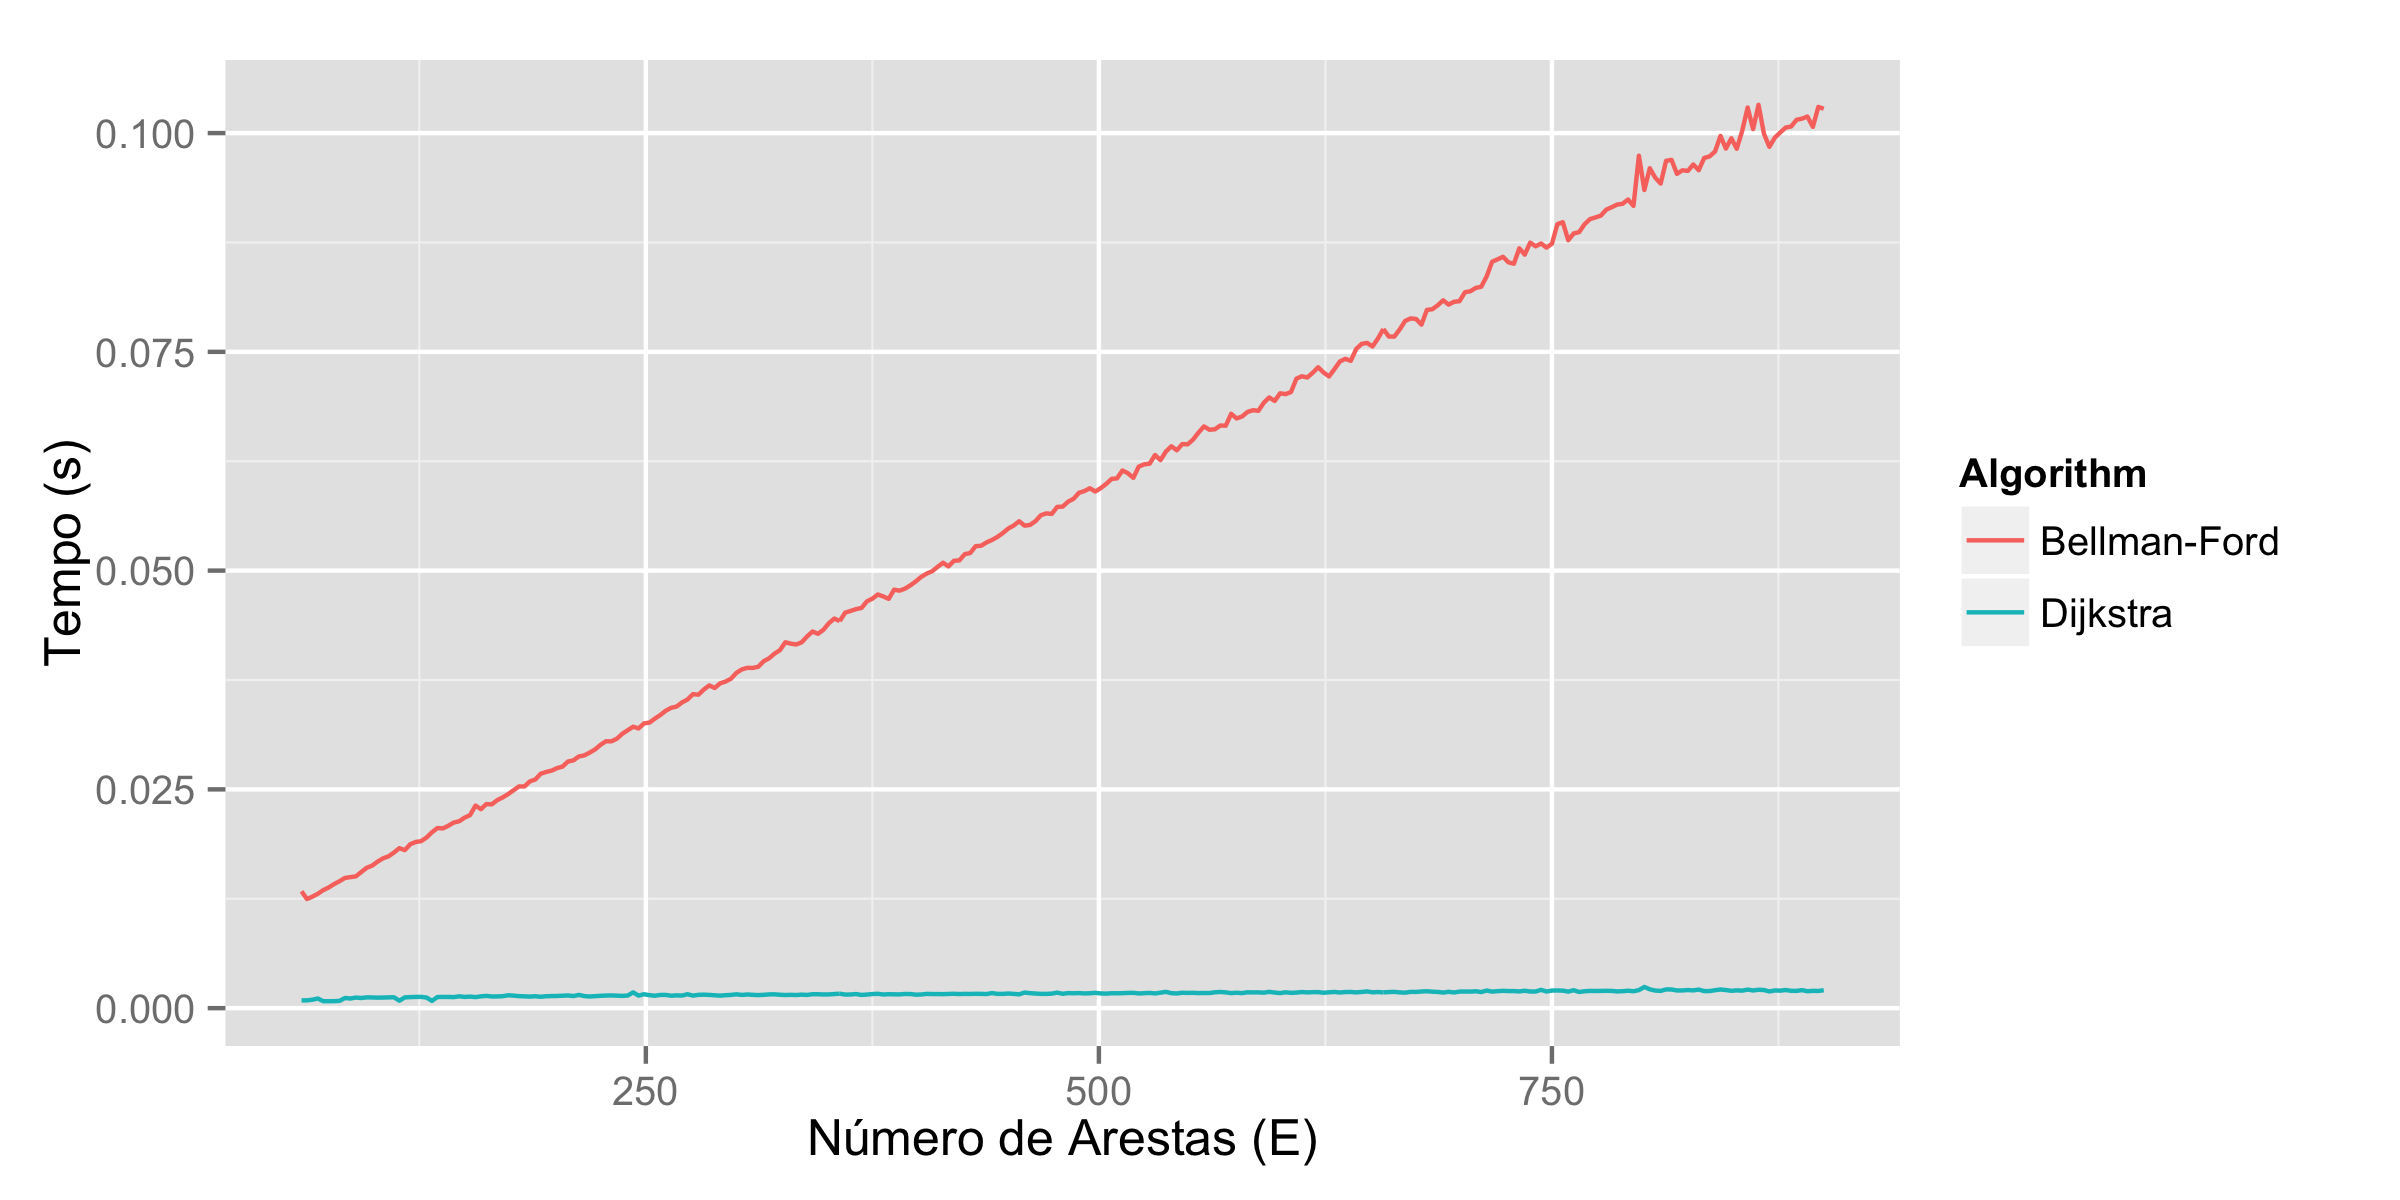 Tempo (s)
0.100
0.075
0.050
0.025
0.000
250
500
750
Número de Arestas (E)
Algorithm
Bellman-Ford
Dijkstra